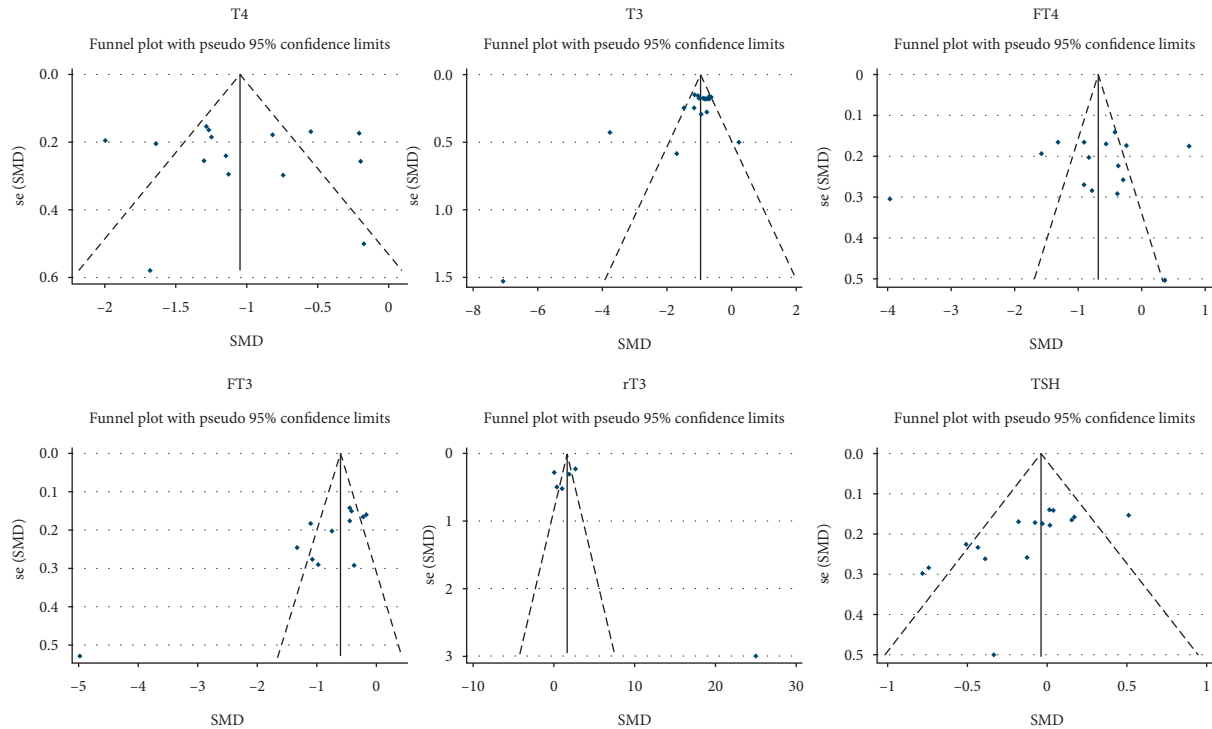 T4
Funnel plot with pseudo 95% confidence limits
0.0
0.2
0.4
0.6
se (SMD)
−2 −1.5 −1 −0.5 0
SMD
T3
Funnel plot with pseudo 95% confidence limits
0.0
0.5
1.0
1.5
se (SMD)
−8 −6 −4 −2 0 2
SMD
FT4
Funnel plot with pseudo 95% confidence limits
0
0.1
0.2
0.3
0.4
0.5
se (SMD)
−4 −3 −2 −1 0 1
SMD
FT3
Funnel plot with pseudo 95% confidence limits
0.0
0.1
0.2
0.3
0.4
0.5
se (SMD)
−5 −4 −3 −2 −1 0
SMD
rT3
Funnel plot with pseudo 95% confidence limits
0
1
2
3
se (SMD)
−10 0 10 20 30
SMD
TSH
Funnel plot with pseudo 95% confidence limits
0.0
0.1
0.2
0.3
0.4
0.5
se (SMD)
−1 −0.5 0 0.5 1
SMD